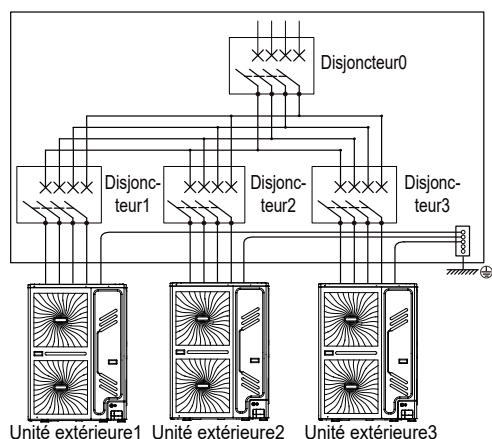 Disjoncteur0
Disjonc-
teur1
Disjonc-
teur2
Disjonc-
teur3
Unité extérieure1 Unité extérieure2 Unité extérieure3